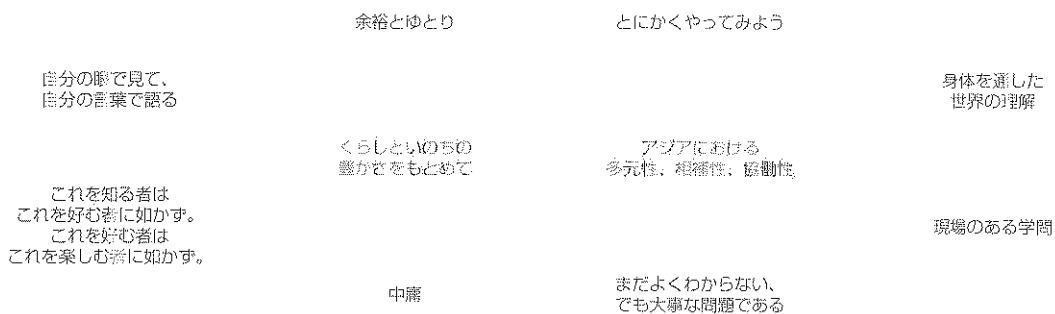 余裕とゆとり
とにかくやってみよう
自分の眼で見て、
自分の言葉で語る
身体を通した
世界の理解
くらしといのちの
豊かさをもとめて
アジアにおける
多元性、相補性、協働性
これを知る者は
これを好む者に如かず。
これを好む者は
これを楽しむ者に如かず。
現場のある学問
中庸
まだよくわからない、
でも大事な問題である